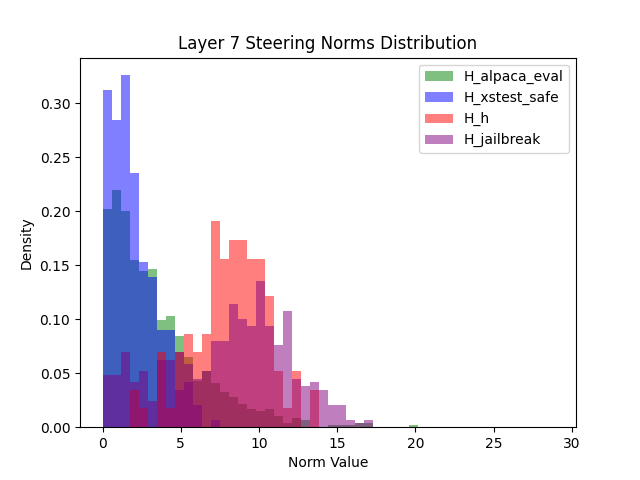 Layer 7 Steering Norms Distribution
H_alpaca_eval
H_xstest_safe
H_h
H_jailbreak
Density
0.30
0.25
0.20
0.15
0.10
0.05
0.00
0 5 10 15 20 25 30
Norm Value